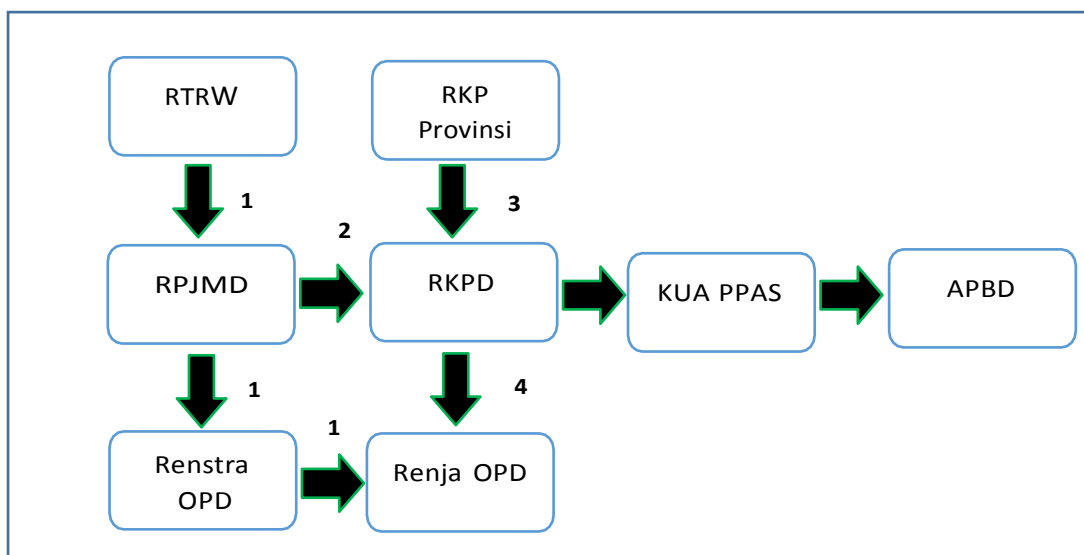 RTRW
RKP
Provinsi
1
3
2
RPJMD
RKPD
KUA PPAS
APBD
1
4
1
Renstra
OPD
Renja OPD